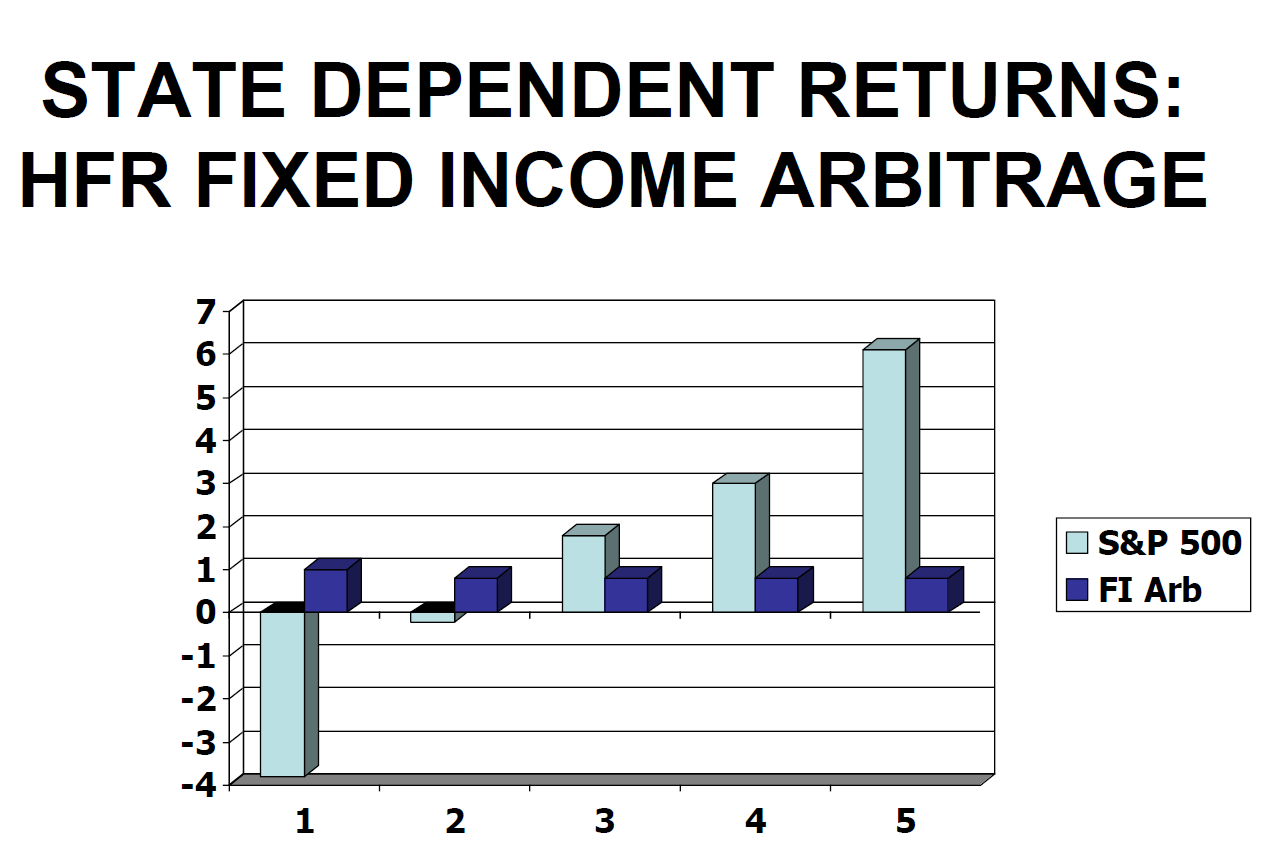 STATE DEPENDENT RETURNS:
HFR FIXED INCOME ARBITRAGE
7
6
5
4
3
2
1
0
-1
-2
-3
-4
1 2 3 4 5
S&P 500
FI Arb